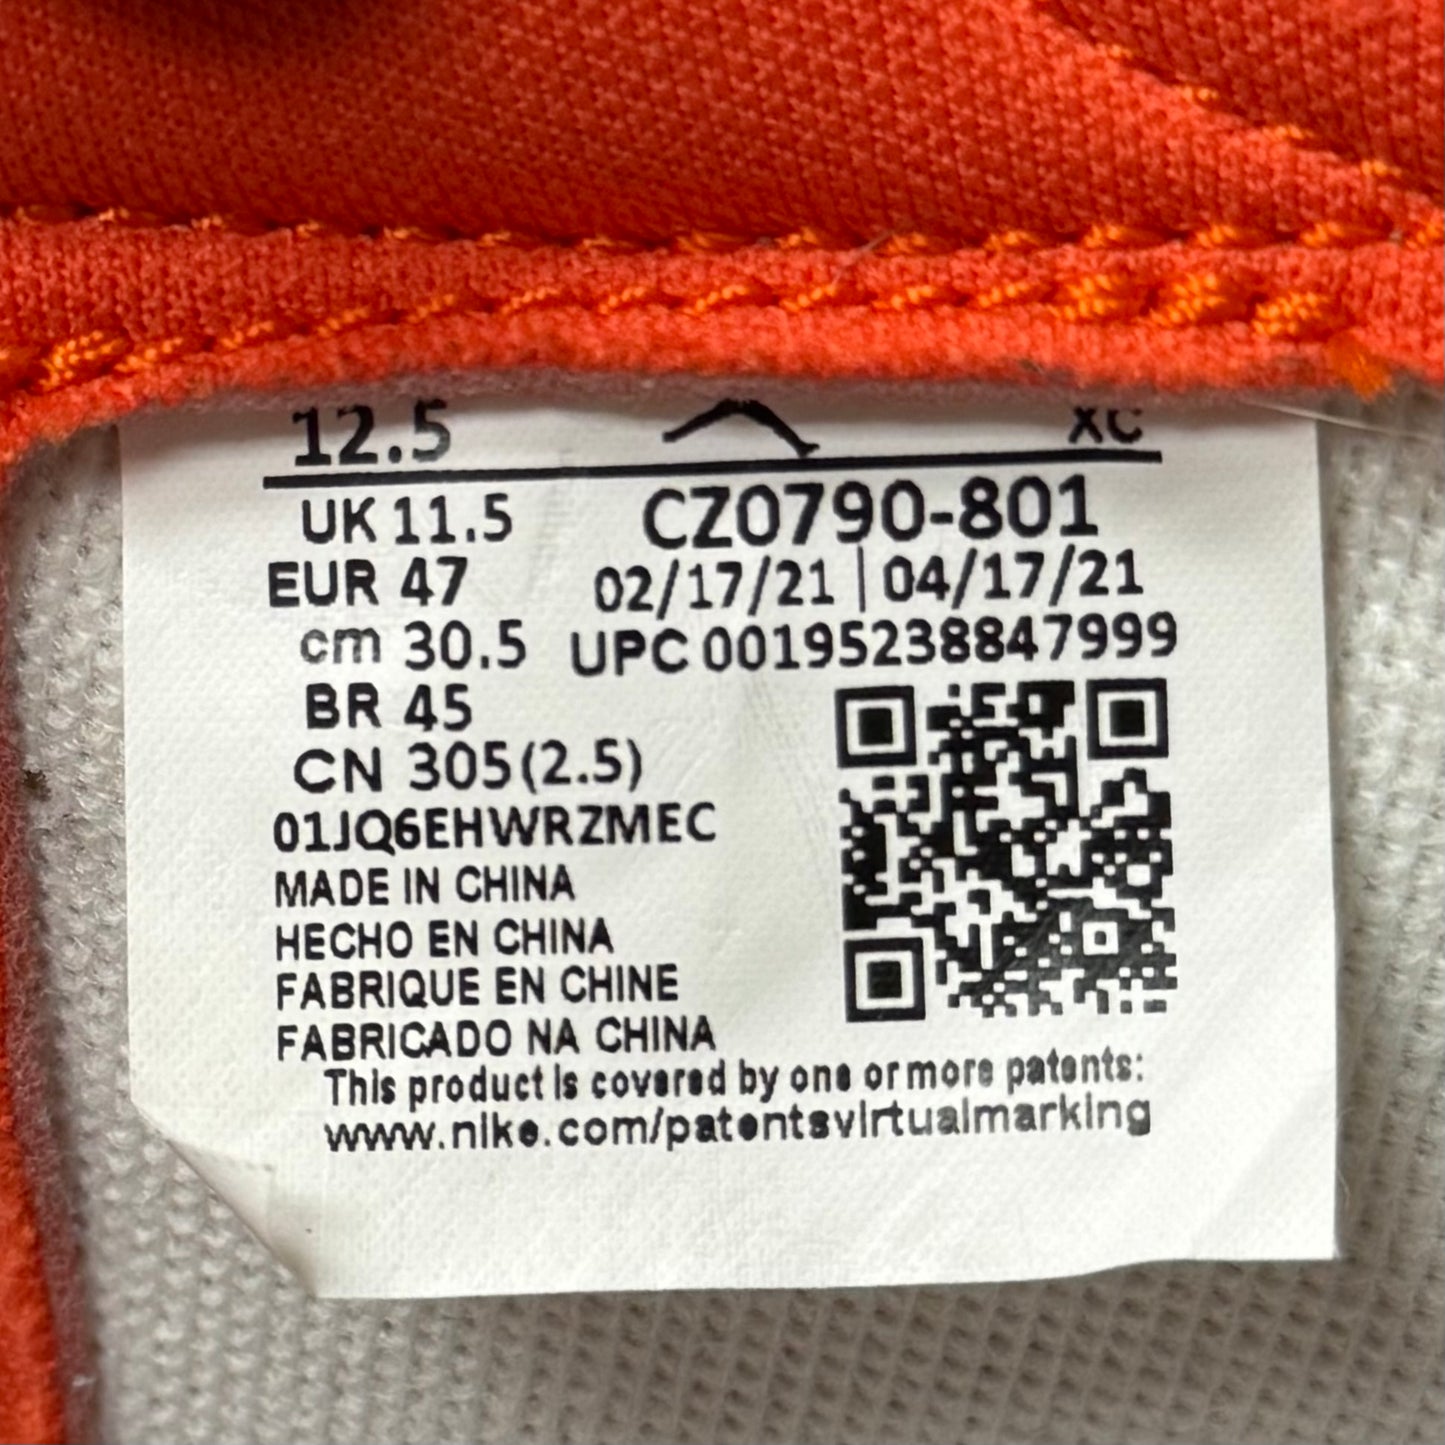 12.5 XC
UK 11.5 CZ0790-801
EUR 47 02/17/21 | 04/17/21
cm 30.5 UPC 00195238847999
BR 45
CN 305(2.5)
01JQ6EHWRZMEC
MADE IN CHINA
HECHO EN CHINA
FABRIQUE EN CHINE
FABRICADO NA CHINA
This product is covered by one or more patents:
www.nike.com/patentsvirtualmarking